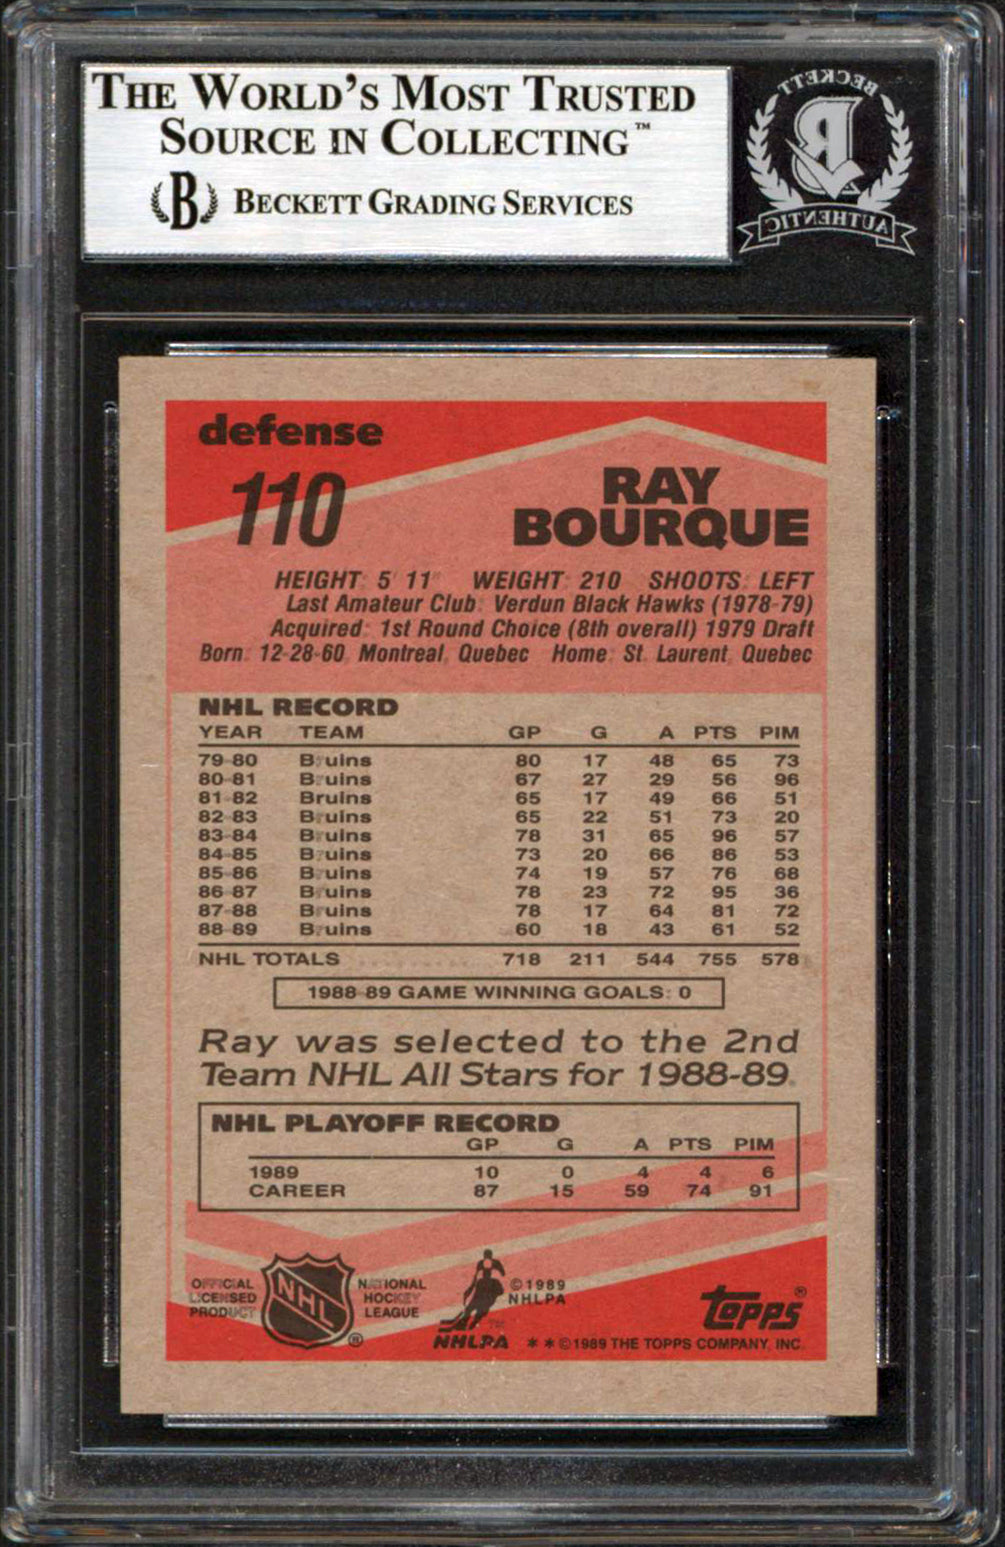 THE WORLD'S MOST TRUSTED
SOURCE IN COLLECTING™
B BECKETT GRADING SERVICES
BECKETT
AUTHENTIC
defense
110
RAY
BOURQUE
HEIGHT: 5' 11" WEIGHT: 210 SHOOTS: LEFT
Last Amateur Club: Verdun Black Hawks (1978-79)
Acquired: 1st Round Choice (8th overall) 1979 Draft
Born: 12-28-60, Montreal, Quebec Home: St. Laurent, Quebec
NHL RECORD
YEAR TEAM GP G A PTS PIM
79-80 Bruins 80 17 48 65 73
80-81 Bruins 67 27 29 56 96
81-82 Bruins 65 17 49 66 51
82-83 Bruins 65 22 51 73 20
83-84 Bruins 78 31 65 96 57
84-85 Bruins 73 20 66 86 53
85-86 Bruins 74 19 57 76 68
86-87 Bruins 78 23 72 95 36
87-88 Bruins 78 17 64 81 72
88-89 Bruins 60 18 43 61 52
NHL TOTALS 718 211 544 755 578
1988-89 GAME WINNING GOALS: 0
Ray was selected to the 2nd
Team NHL All Stars for 1988-89.
NHL PLAYOFF RECORD
GP G A PTS PIM
1989 10 0 4 4 6
CAREER 87 15 59 74 91
OFFICIAL
LICENSED
PRODUCT
NHL
®
NATIONAL
HOCKEY
LEAGUE
NHLPA
™
©1989
NHLPA
topps®
**©1989 THE TOPPS COMPANY, INC.